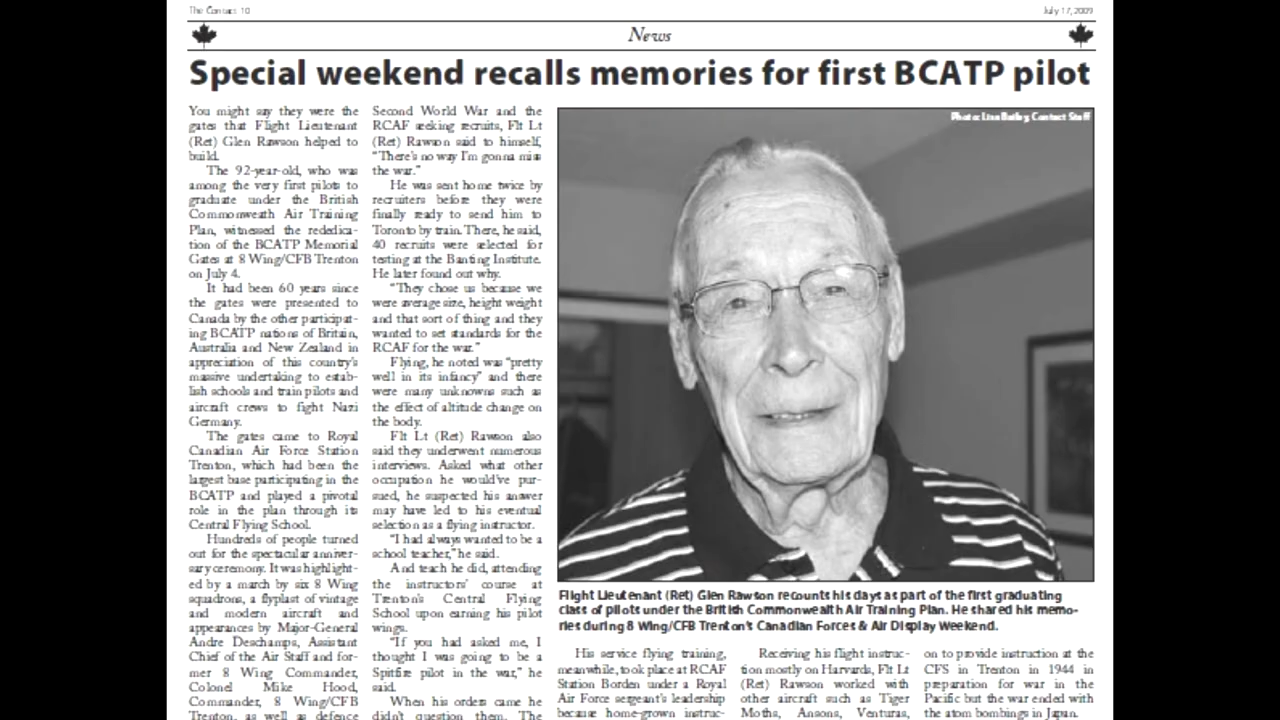 The Contact 10
July 17, 2009
News
Special weekend recalls memories for first BCATP pilot
You might say they were the
gates that Flight Lieutenant
(Ret) Glen Rawson helped to
build.
The 92-year-old, who was
among the very first pilots to
graduate under the British
Commonweath Air Training
Plan, witnessed the rededica-
tion of the BCATP Memorial
Gates at 8 Wing/CFB Trenton
on July 4.
It had been 60 years since
the gates were presented to
Canada by the other participat-
ing BCATP nations of Britain,
Australia and New Zealand in
appreciation of this country's
massive undertaking to estab-
lish schools and train pilots and
aircraft crews to fight Nazi
Germany.
The gates came to Royal
Canadian Air Force Station
Trenton, which had been the
largest base participating in the
BCATP and played a pivotal
role in the plan through its
Central Flying School.
Hundreds of people turned
out for the spectacular anniver-
sary ceremony. It was highlight-
ed by a march by six 8 Wing
squadrons, a flyplast of vintage
and modern aircraft and
appearances by Major-General
Andre Deschamps, Assistant
Chief of the Air Staff and for-
mer 8 Wing Commander,
Colonel Mike Hood,
Commander, 8 Wing/CFB
Trenton, as well as defence
Second World War and the
RCAF seeking recruits, Flt Lt
(Ret) Rawson said to himself,
"There's no way I'm gonna miss
the war."
He was sent home twice by
recruiters before they were
finally ready to send him to
Toronto by train. There, he said,
40 recruits were selected for
testing at the Banting Institute.
He later found out why.
"They chose us because we
were average size, height weight
and that sort of thing and they
wanted to set standards for the
RCAF for the war."
Flying, he noted was "pretty
well in its infancy" and there
were many unknowns such as
the effect of altitude change on
the body.
Flt Lt (Ret) Rawson also
said they underwent numerous
interviews. Asked what other
occupation he would've pur-
sued, he suspected his answer
may have led to his eventual
selection as a flying instructor.
"I had always wanted to be a
school teacher," he said.
And teach he did, attending
the instructors' course at
Trenton's Central Flying
School upon earning his pilot
wings.
"If you had asked me, I
thought I was going to be a
Spitfire pilot in the war," he
said.
When his orders came he
didn't question them. The
Photo: Lisa Bailey, Contact Staff
Flight Lieutenant (Ret) Glen Rawson recounts his days as part of the first graduating
class of pilots under the British Commonwealth Air Training Plan. He shared his memo-
ries during 8 Wing/CFB Trenton's Canadian Forces & Air Display Weekend.
His service flying training,
meanwhile, took place at RCAF
Station Borden under a Royal
Air Force sergeant's leadership
because home-grown instruc-
Receiving his flight instruc-
tion mostly on Harvards, Flt Lt
(Ret) Rawson worked with
other aircraft such as Tiger
Moths, Ansons, Venturas,
on to provide instruction at the
CFS in Trenton in 1944 in
preparation for war in the
Pacific but the war ended with
the atom bombings in Japan.